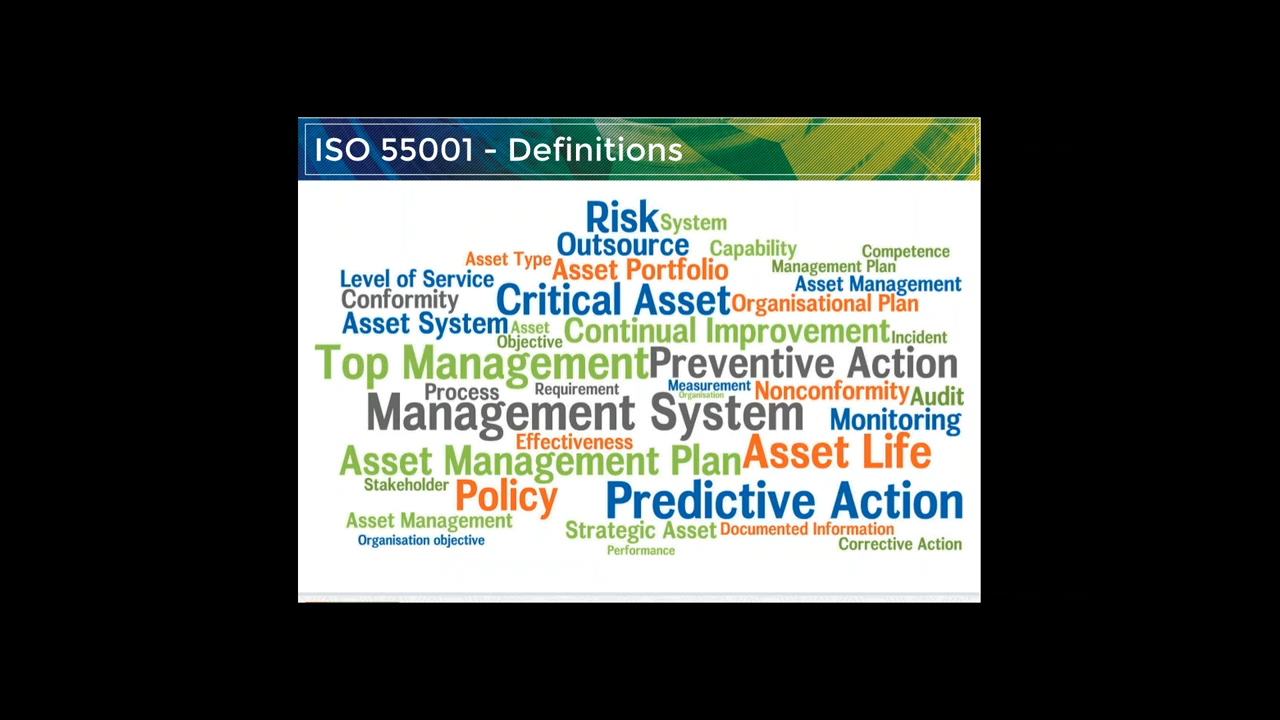 ISO 55001 - Definitions
Risk System
Outsource Capability Competence
Asset Type Asset Portfolio Management Plan
Level of Service Asset Management
Conformity Critical Asset Organisational Plan
Asset System Asset Continual Improvement Incident
Objective
Top Management Preventive Action
Process Requirement Measurement Nonconformity Audit
Organisation
Management System Monitoring
Effectiveness
Asset Management Plan Asset Life
Stakeholder Policy Predictive Action
Asset Management Strategic Asset Documented Information
Organisation objective Performance Corrective Action